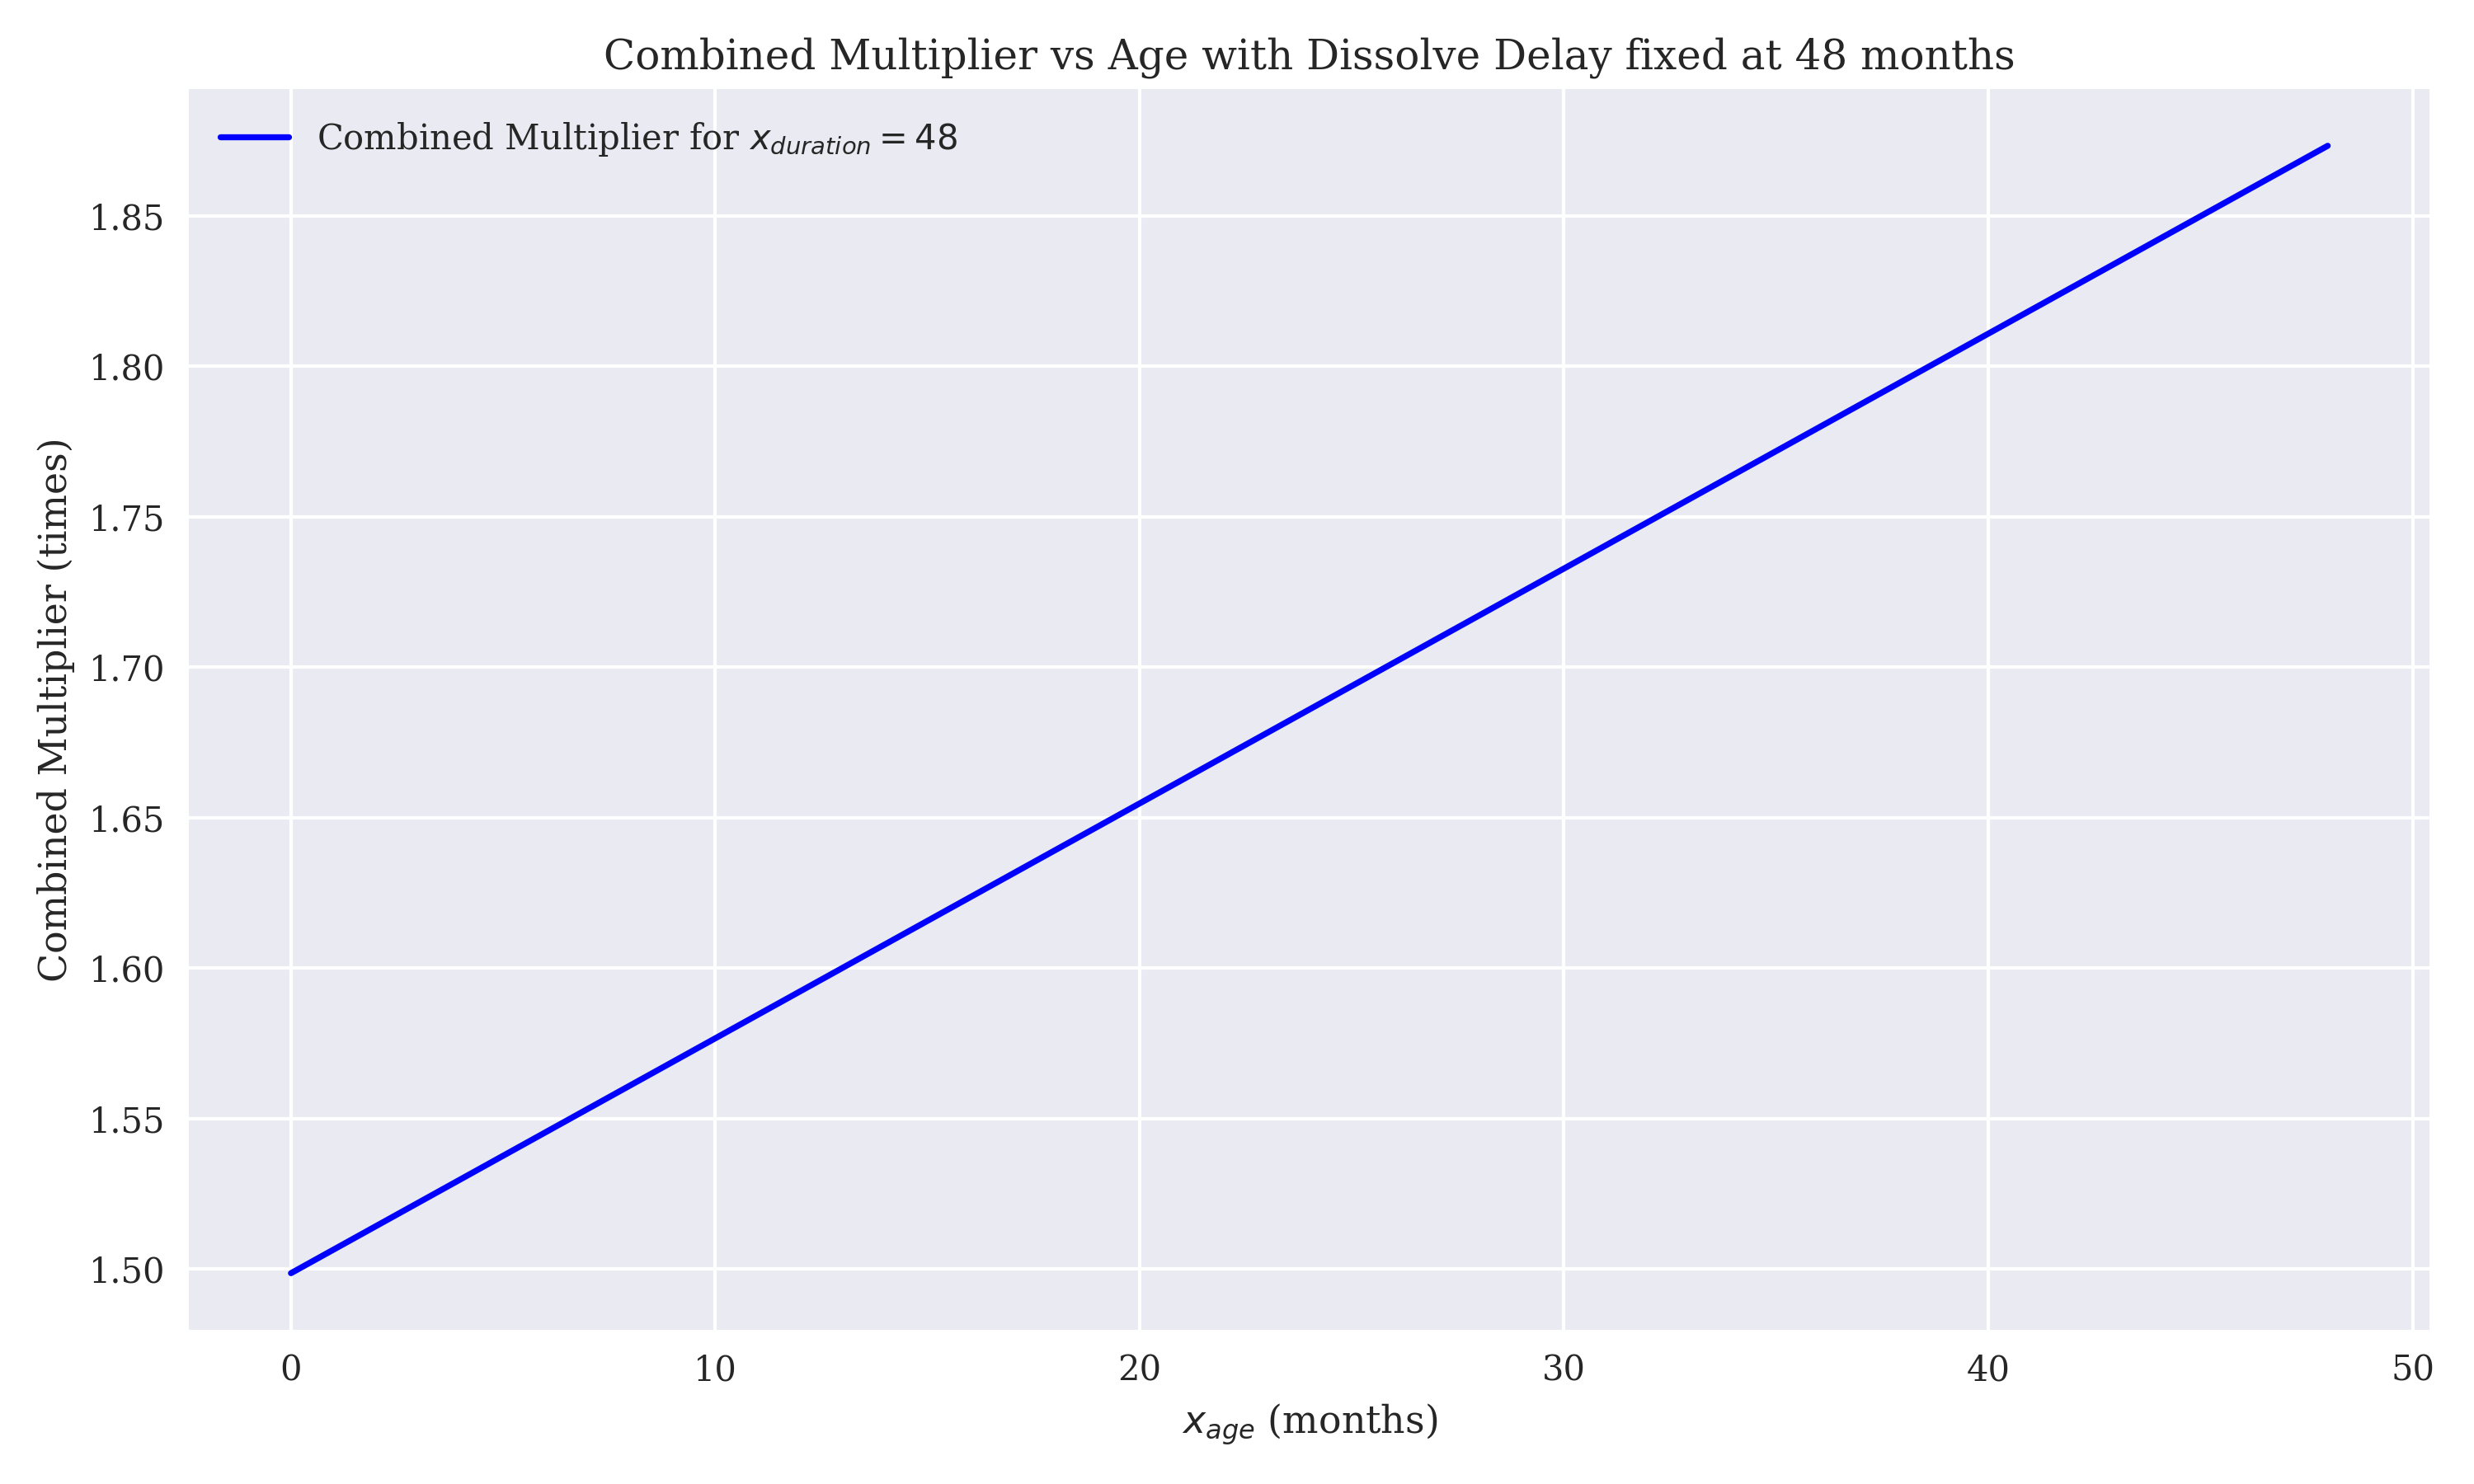 Combined Multiplier vs Age with Dissolve Delay fixed at 48 months
Combined Multiplier for x_duration = 48
Combined Multiplier (times)
1.85
1.80
1.75
1.70
1.65
1.60
1.55
1.50
0 10 20 30 40 50
x_age (months)